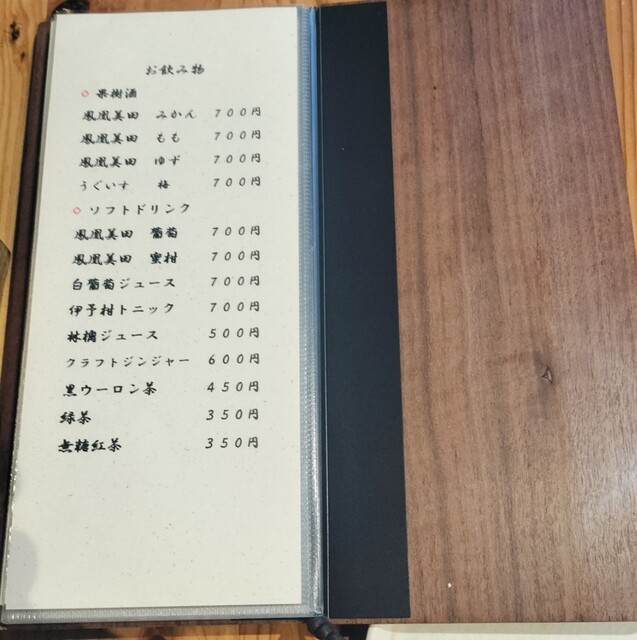 お飲み物
○ 果樹酒
鳳凰美田 みかん 700円
鳳凰美田 もも 700円
鳳凰美田 ゆず 700円
うぐいす 梅 700円
○ ソフトドリンク
鳳凰美田 葡萄 700円
鳳凰美田 蜜柑 700円
白葡萄ジュース 700円
伊予柑トニック 700円
林檎ジュース 500円
クラフトジンジャー 600円
黒ウーロン茶 450円
緑茶 350円
無糖紅茶 350円